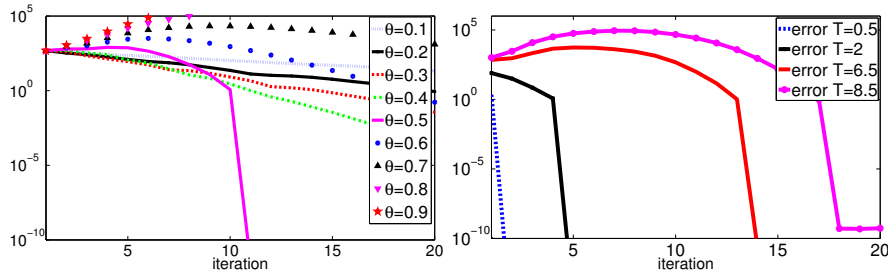 10^5
10^0
10^-5
10^-10
5
10
15
20
iteration
θ=0.1
θ=0.2
θ=0.3
θ=0.4
θ=0.5
θ=0.6
θ=0.7
θ=0.8
θ=0.9
10^5
10^0
10^-5
10^-10
5
10
15
20
iteration
error T=0.5
error T=2
error T=6.5
error T=8.5